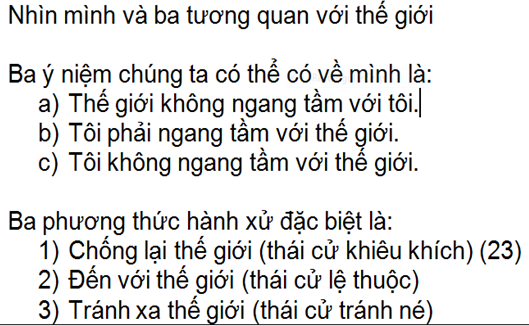 Nhìn mình và ba tương quan với thế giới
Ba ý niệm chúng ta có thể có về mình là:
a) Thế giới không ngang tầm với tôi.
b) Tôi phải ngang tầm với thế giới.
c) Tôi không ngang tầm với thế giới.
Ba phương thức hành xử đặc biệt là:
1) Chống lại thế giới (thái cử khiêu khích) (23)
2) Đến với thế giới (thái cử lệ thuộc)
3) Tránh xa thế giới (thái cử tránh né)